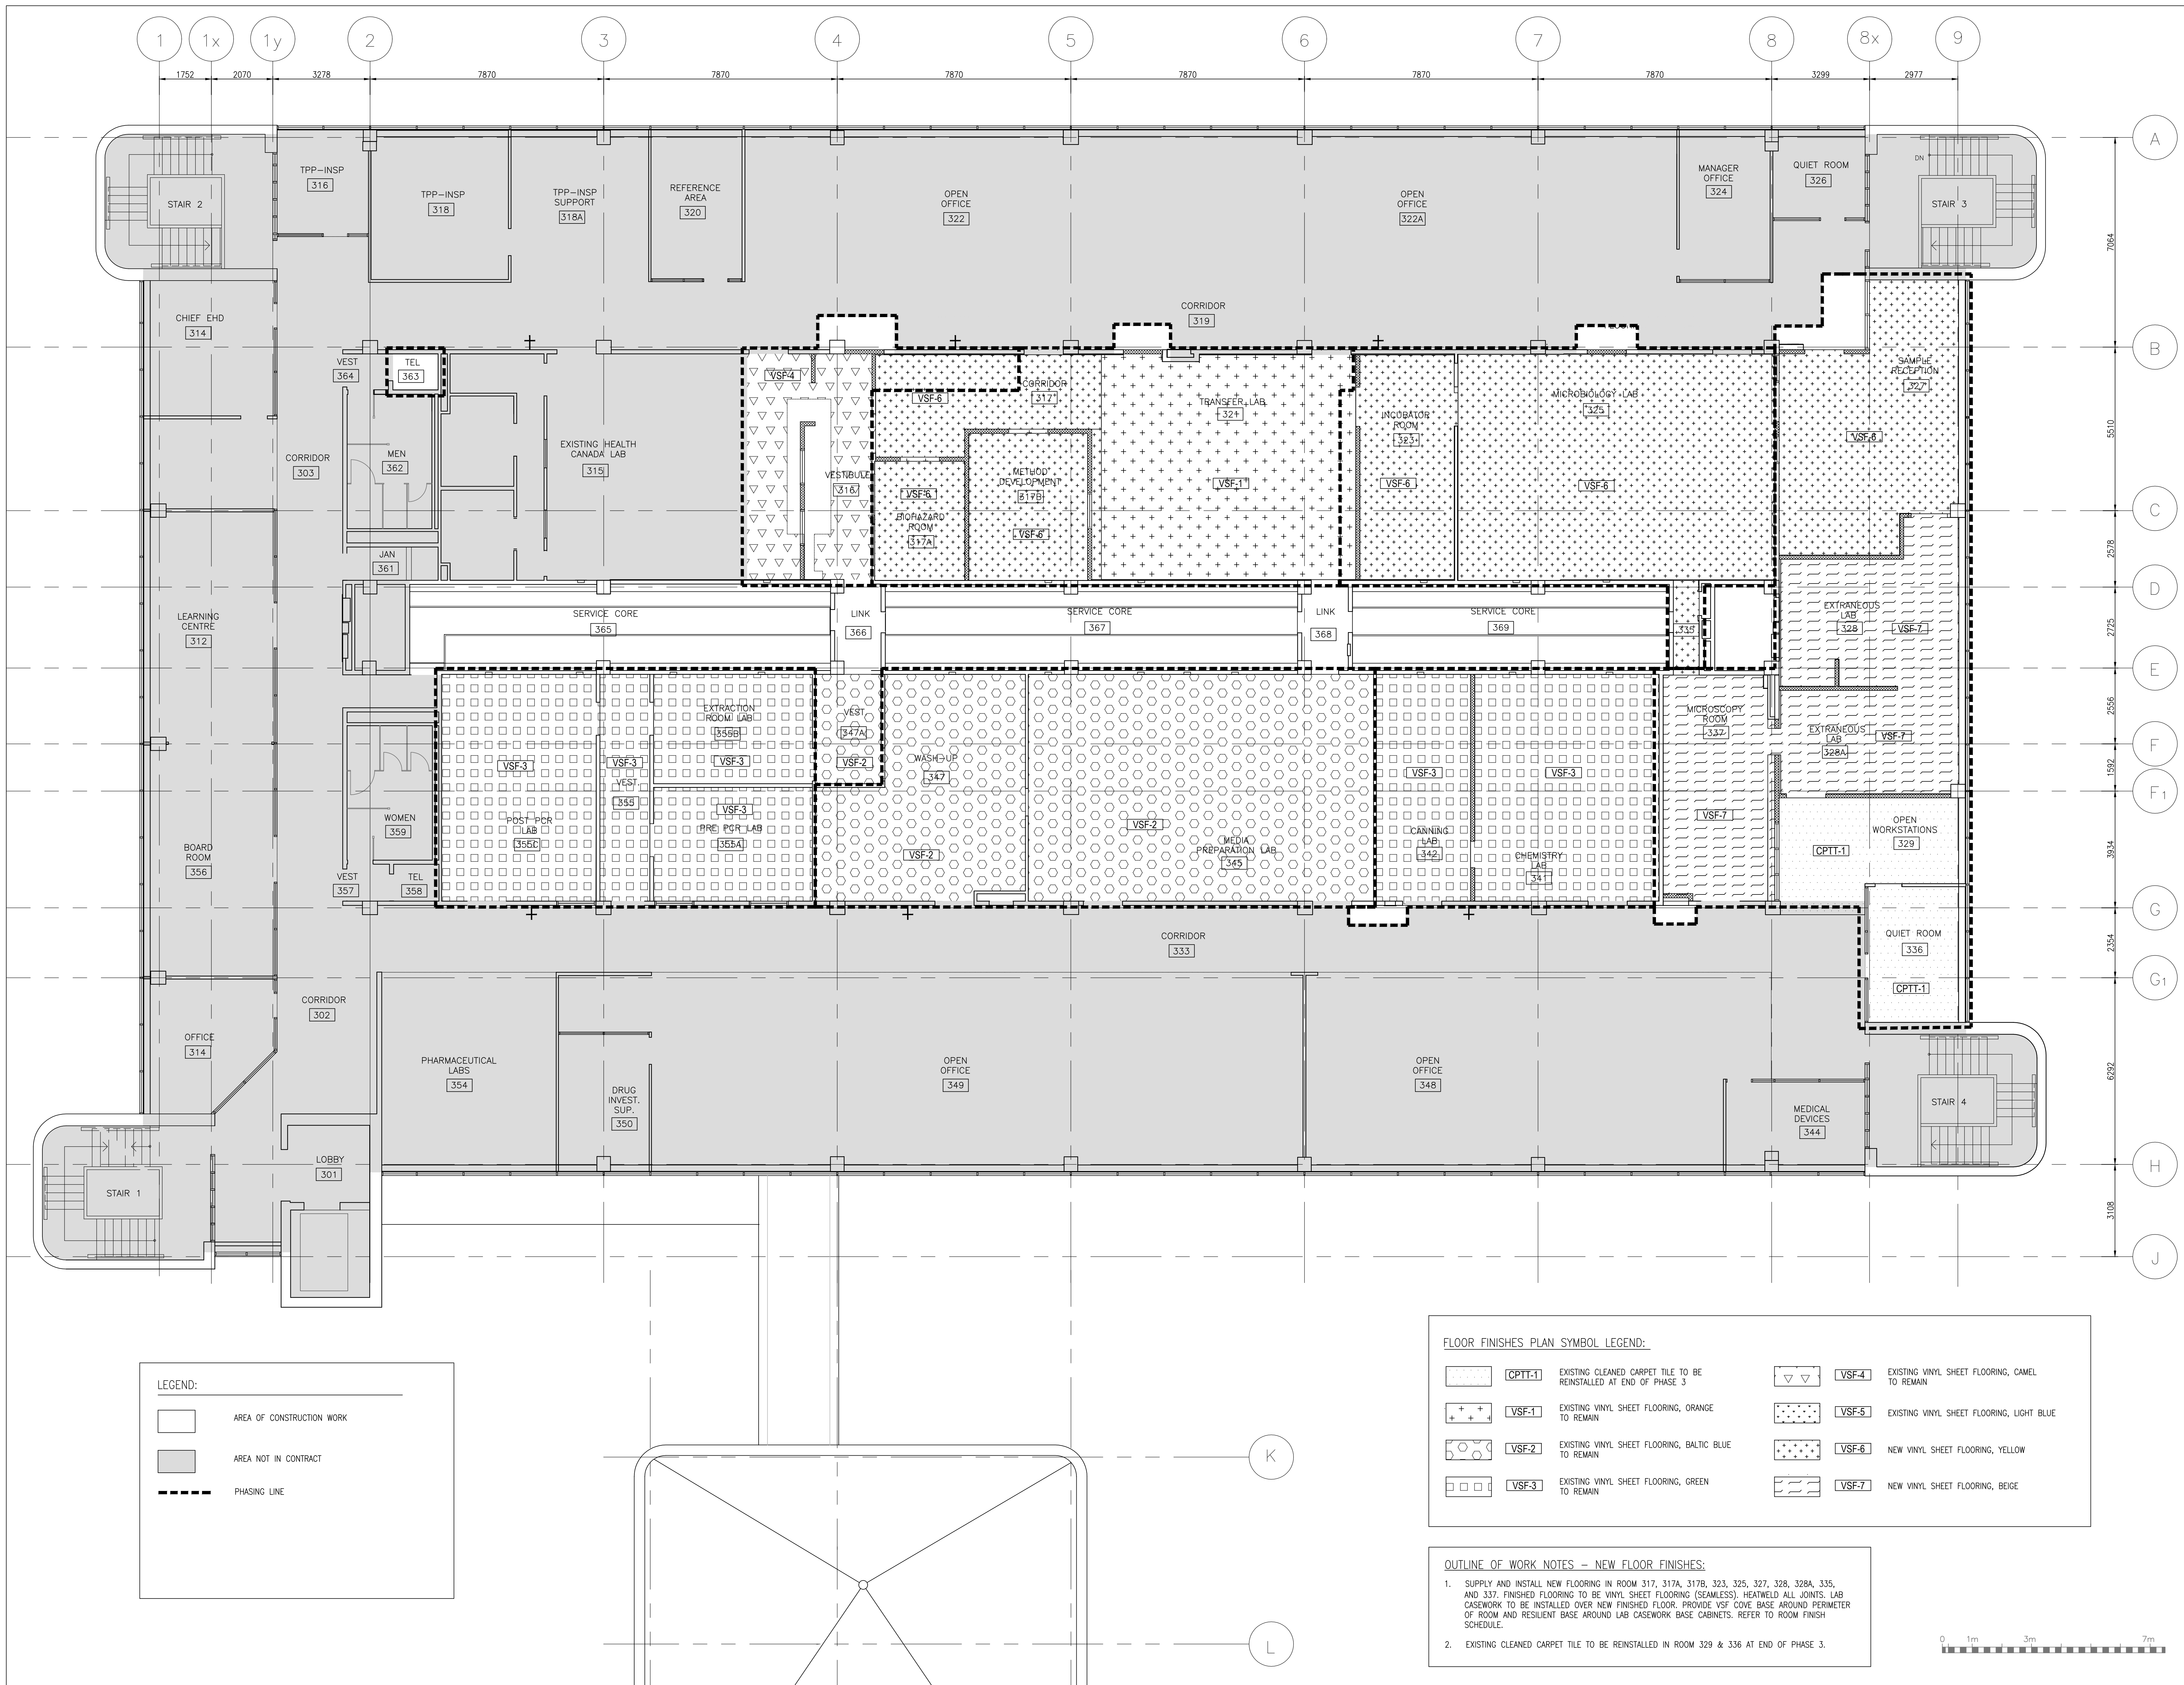 1 1x 1y 2 3 4 5 6 7 8 8x 9
1752 2070 3278 7870 7870 7870 7870 7870 7870 3299 2977
A
B
C
D
E
F
F1
G
G1
H
J
K
L
7064
5510
2578
2725
2556
1592
3934
2354
6292
3108
STAIR 2
TPP-INSP
316
TPP-INSP
318
TPP-INSP
SUPPORT
318A
REFERENCE
AREA
320
OPEN
OFFICE
322
OPEN
OFFICE
322A
MANAGER
OFFICE
324
QUIET ROOM
326
DN
STAIR 3
CHIEF EHD
314
VEST
364
TEL
363
CORRIDOR
319
CORRIDOR
303
MEN
362
JAN
361
EXISTING HEALTH
CANADA LAB
315
VSF-4
VESTIBULE
316
VSF-6
CORRIDOR
317
VSF-6
BIOHAZARD
ROOM
317A
METHOD
DEVELOPMENT
317B
VSF-6
TRANSFER LAB
321
VSF-1
INCUBATOR
ROOM
323
VSF-6
MICROBIOLOGY LAB
325
VSF-6
SAMPLE
RECEPTION
327
VSF-6
LEARNING
CENTRE
312
SERVICE CORE
365
LINK
366
SERVICE CORE
367
LINK
368
SERVICE CORE
369
335
EXTRANEOUS
LAB
328
VSF-7
EXTRACTION
ROOM LAB
355B
VSF-3
VSF-3
VSF-3
VEST.
355
VSF-3
PRE PCR LAB
355A
POST PCR
LAB
355C
VEST.
347A
VSF-2
WASH-UP
347
VSF-2
VSF-2
MEDIA
PREPARATION LAB
345
VSF-3
CANNING
LAB
342
VSF-3
CHEMISTRY
LAB
341
MICROSCOPY
ROOM
337
VSF-7
EXTRANEOUS
LAB
328A
VSF-7
OPEN
WORKSTATIONS
329
CPTT-1
WOMEN
359
VEST
357
TEL
358
BOARD
ROOM
356
CORRIDOR
333
QUIET ROOM
336
CPTT-1
CORRIDOR
302
OFFICE
314
PHARMACEUTICAL
LABS
354
DRUG
INVEST.
SUP.
350
OPEN
OFFICE
349
OPEN
OFFICE
348
MEDICAL
DEVICES
344
STAIR 4
LOBBY
301
STAIR 1
LEGEND:
AREA OF CONSTRUCTION WORK
AREA NOT IN CONTRACT
PHASING LINE
FLOOR FINISHES PLAN SYMBOL LEGEND:
CPTT-1 EXISTING CLEANED CARPET TILE TO BE
REINSTALLED AT END OF PHASE 3
VSF-1 EXISTING VINYL SHEET FLOORING, ORANGE
TO REMAIN
VSF-2 EXISTING VINYL SHEET FLOORING, BALTIC BLUE
TO REMAIN
VSF-3 EXISTING VINYL SHEET FLOORING, GREEN
TO REMAIN
VSF-4 EXISTING VINYL SHEET FLOORING, CAMEL
TO REMAIN
VSF-5 EXISTING VINYL SHEET FLOORING, LIGHT BLUE
VSF-6 NEW VINYL SHEET FLOORING, YELLOW
VSF-7 NEW VINYL SHEET FLOORING, BEIGE
OUTLINE OF WORK NOTES - NEW FLOOR FINISHES:
1. SUPPLY AND INSTALL NEW FLOORING IN ROOM 317, 317A, 317B, 323, 325, 327, 328, 328A, 335,
AND 337. FINISHED FLOORING TO BE VINYL SHEET FLOORING (SEAMLESS). HEATWELD ALL JOINTS. LAB
CASEWORK TO BE INSTALLED OVER NEW FINISHED FLOOR. PROVIDE VSF COVE BASE AROUND PERIMETER
OF ROOM AND RESILIENT BASE AROUND LAB CASEWORK BASE CABINETS. REFER TO ROOM FINISH
SCHEDULE.
2. EXISTING CLEANED CARPET TILE TO BE REINSTALLED IN ROOM 329 & 336 AT END OF PHASE 3.
0 1m 3m 7m